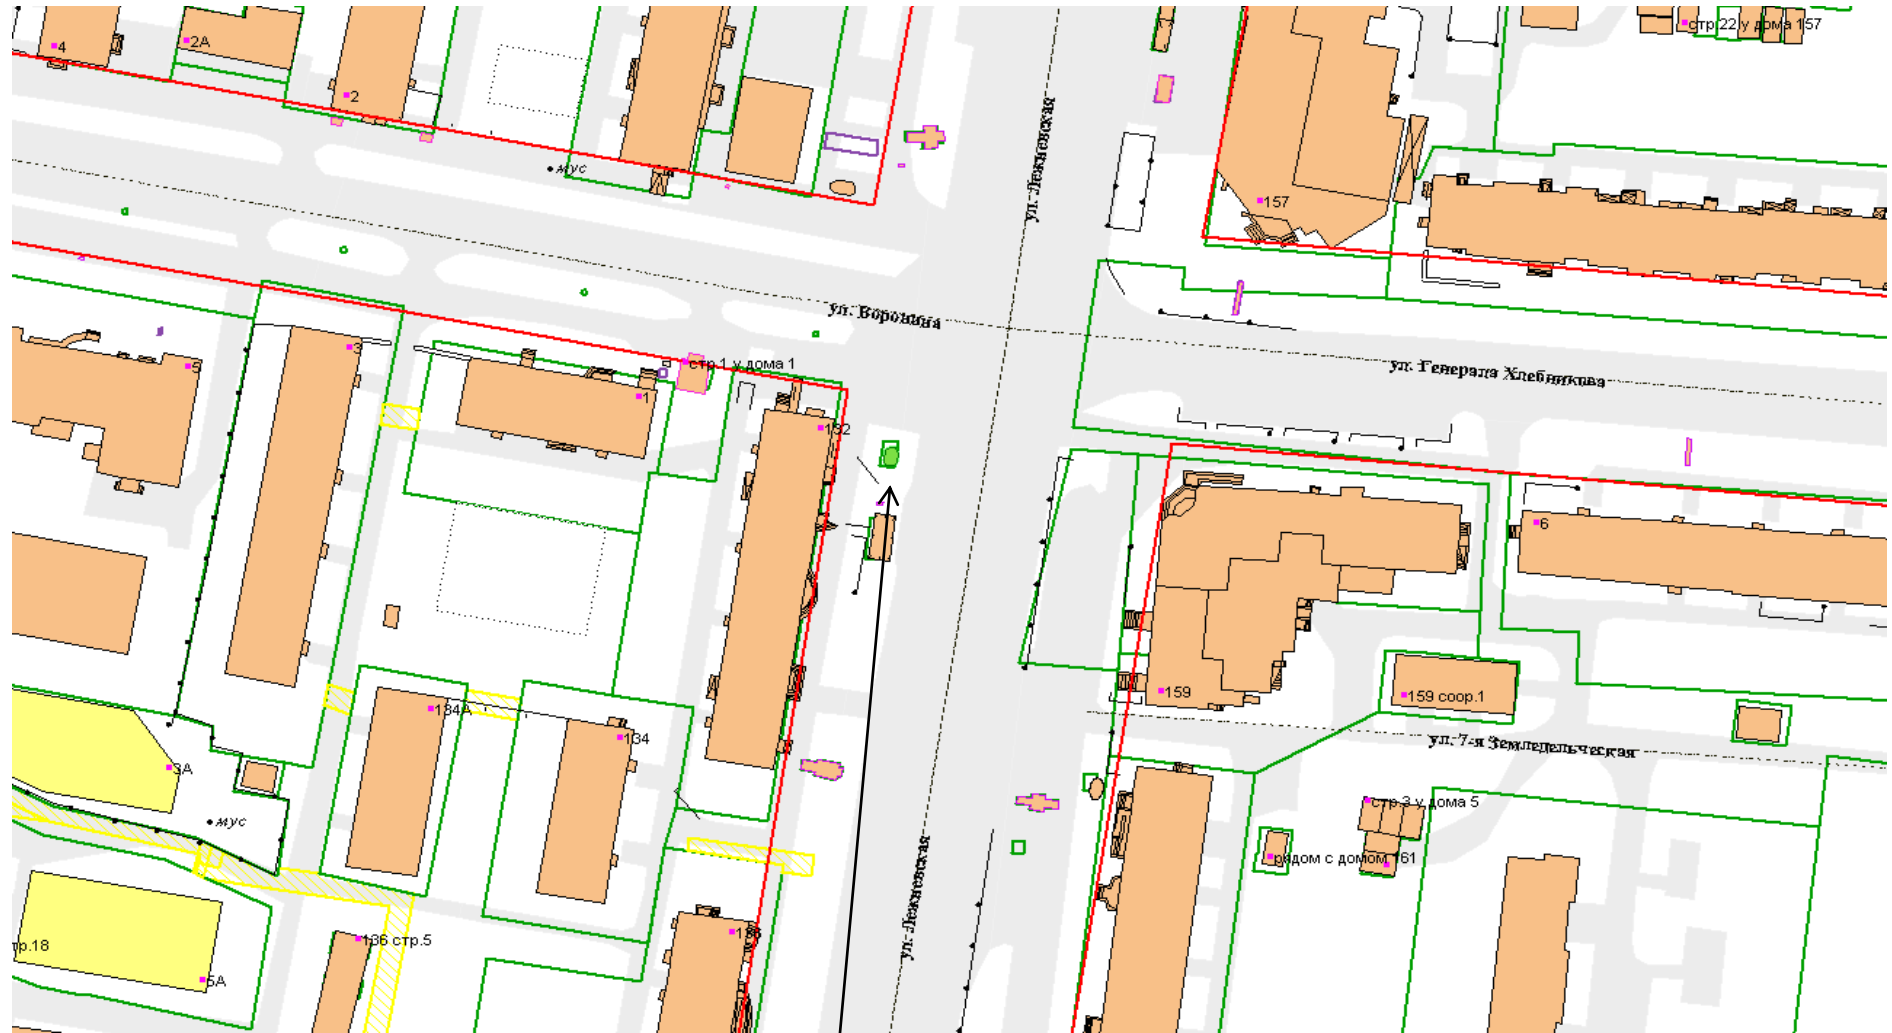 4
2А
2
стр.22 у дома 157
мус
ул. Лежневская
157
ул. Воронина
3
5
стр.1 у дома 1
1
ул. Генерала Хлебникова
132
6
159
159 соор.1
134А
134
ул. 7-я Земледельческая
3А
мус
стр.3 у дома 5
рядом с домом 161
ул. Лежневская
136 стр.5
136
тр.18
5А